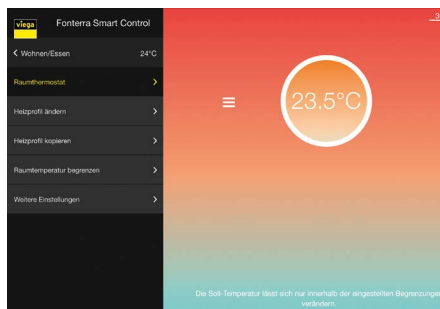 viega
Fonterra Smart Control
Wohnen/Essen
24°C
Raumthermostat
Heizprofil ändern
Heizprofil kopieren
Raumtemperatur begrenzen
Weitere Einstellungen
23.5°C
Die Soll-Temperatur lässt sich nur innerhalb der eingestellten Begrenzungen
verändern.